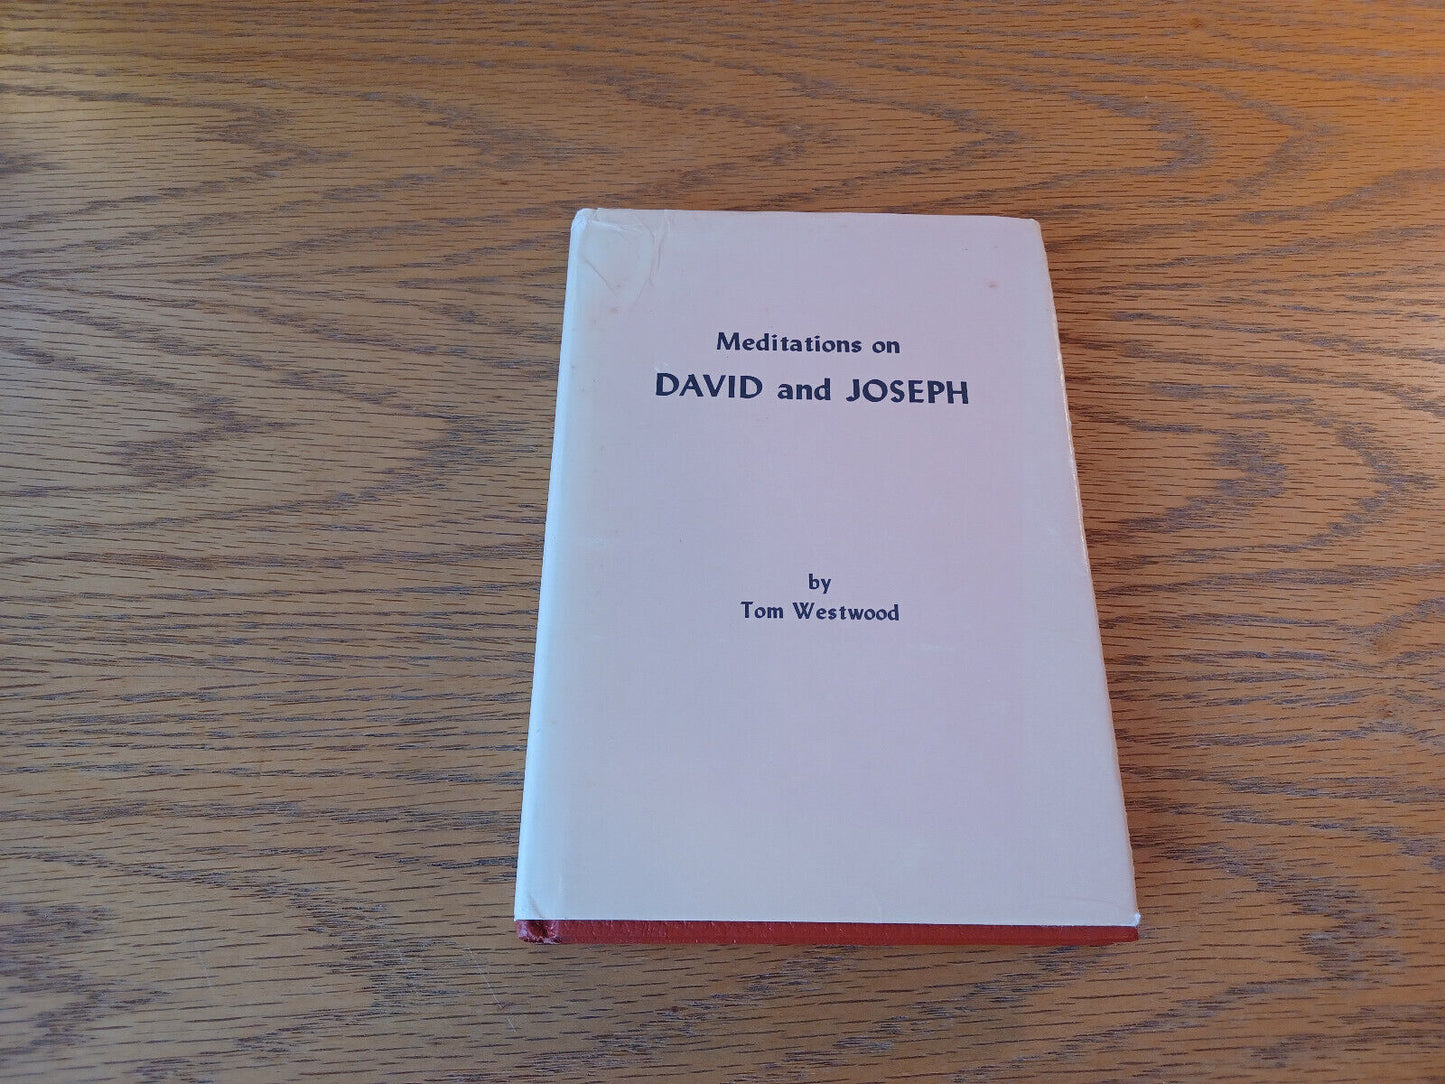 Meditations on
DAVID and JOSEPH
by
Tom Westwood